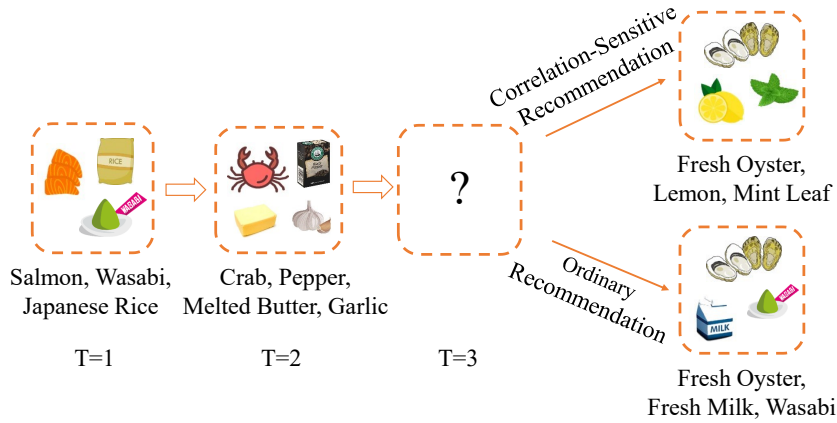 Correlation-Sensitive
Recommendation
RICE
WASABI
?
Fresh Oyster,
Lemon, Mint Leaf
Salmon, Wasabi,
Japanese Rice
Crab, Pepper,
Melted Butter, Garlic
Ordinary
Recommendation
MILK
WASABI
T=1
T=2
T=3
Fresh Oyster,
Fresh Milk, Wasabi